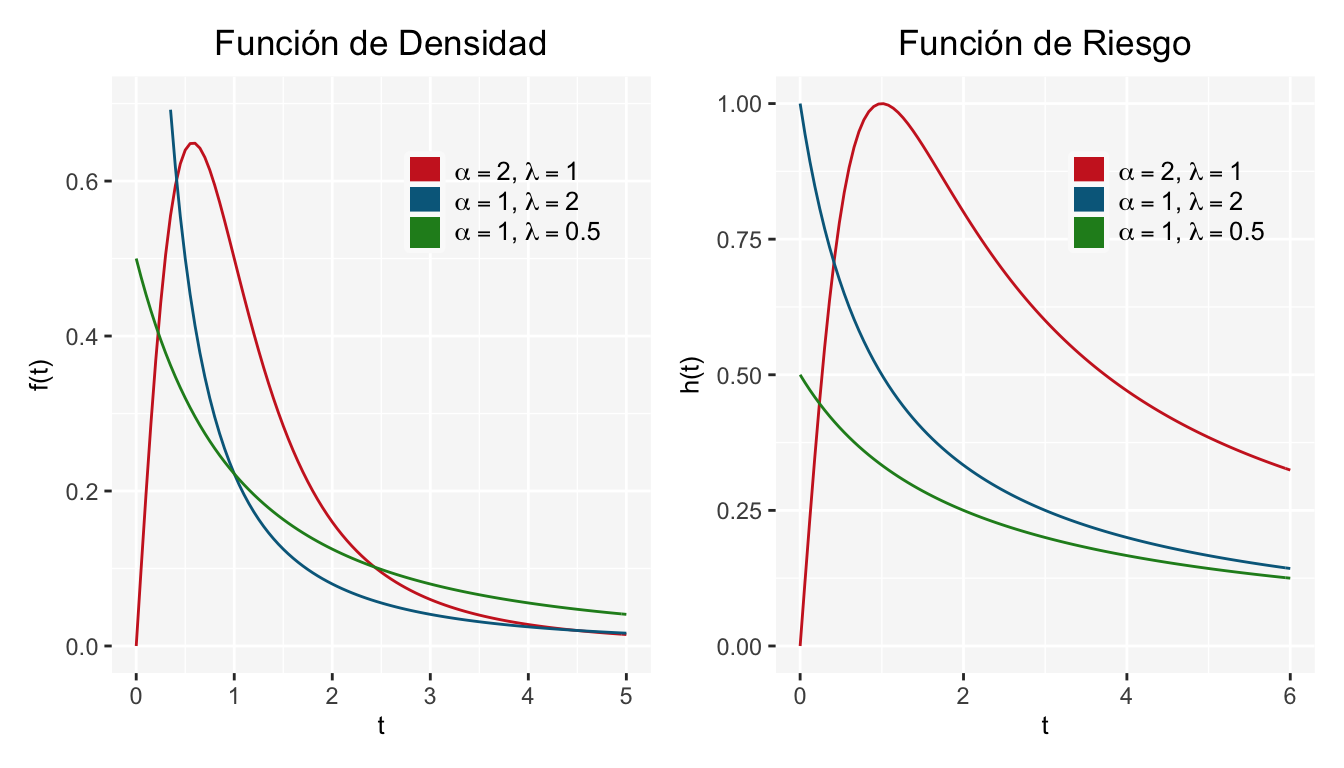 Función de Densidad
f(t)
0.6
0.4
0.2
0.0
α = 2, λ = 1
α = 1, λ = 2
α = 1, λ = 0.5
0 1 2 3 4 5
t
Función de Riesgo
h(t)
1.00
0.75
0.50
0.25
0.00
α = 2, λ = 1
α = 1, λ = 2
α = 1, λ = 0.5
0 2 4 6
t